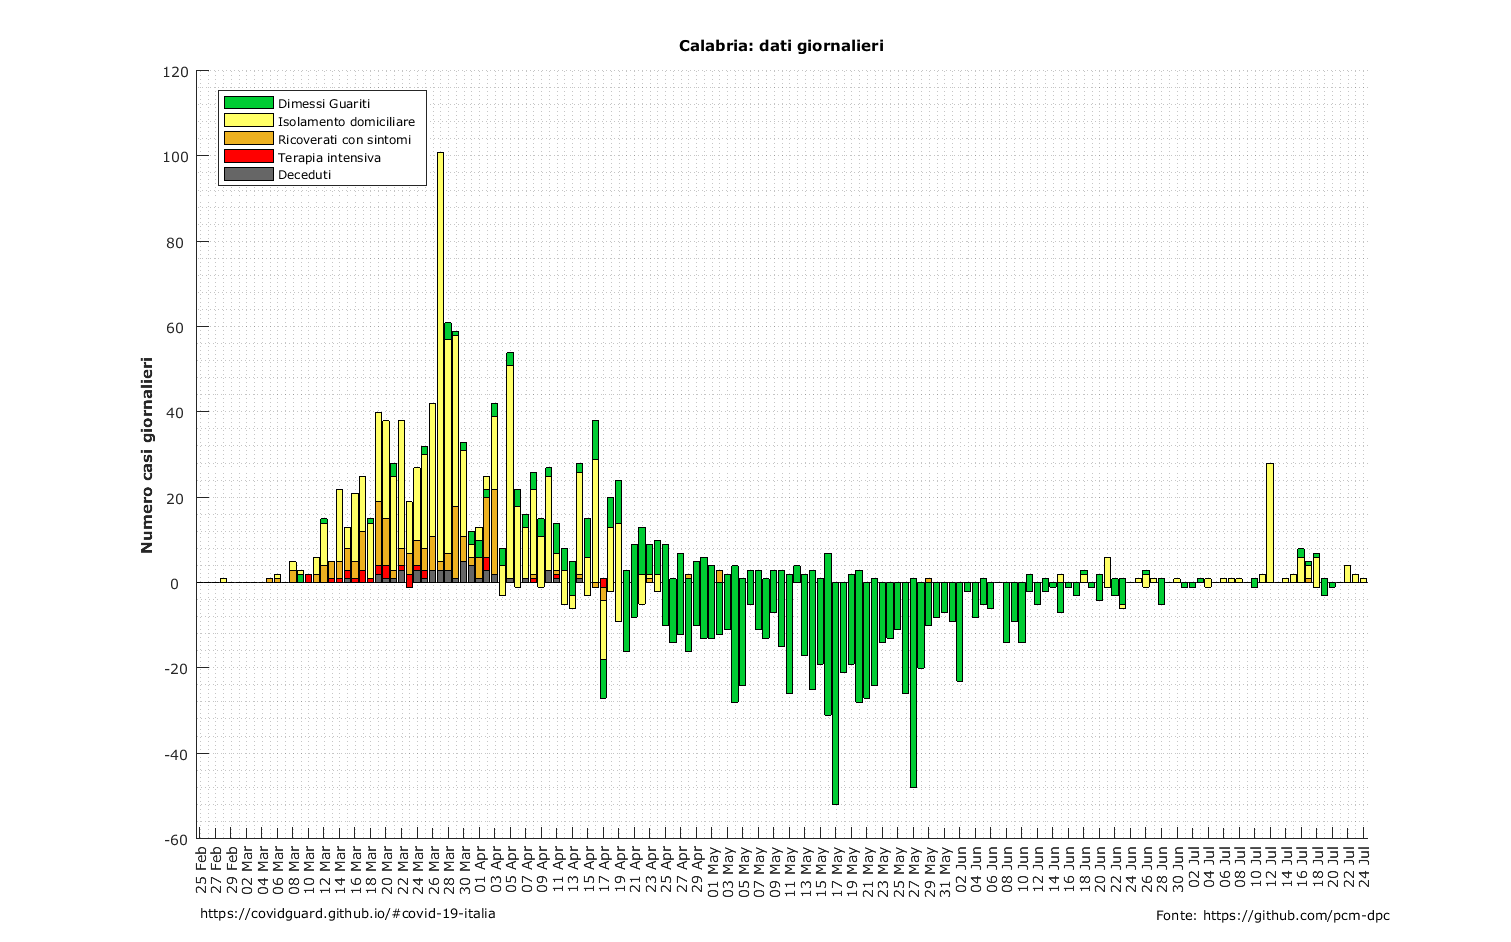 Calabria: dati giornalieri
Numero casi giornalieri
120
100
80
60
40
20
0
-20
-40
-60
Dimessi Guariti
Isolamento domiciliare
Ricoverati con sintomi
Terapia intensiva
Deceduti
25 Feb
27 Feb
29 Feb
02 Mar
04 Mar
06 Mar
08 Mar
10 Mar
12 Mar
14 Mar
16 Mar
18 Mar
20 Mar
22 Mar
24 Mar
26 Mar
28 Mar
30 Mar
01 Apr
03 Apr
05 Apr
07 Apr
09 Apr
11 Apr
13 Apr
15 Apr
17 Apr
19 Apr
21 Apr
23 Apr
25 Apr
27 Apr
29 Apr
01 May
03 May
05 May
07 May
09 May
11 May
13 May
15 May
17 May
19 May
21 May
23 May
25 May
27 May
29 May
31 May
02 Jun
04 Jun
06 Jun
08 Jun
10 Jun
12 Jun
14 Jun
16 Jun
18 Jun
20 Jun
22 Jun
24 Jun
26 Jun
28 Jun
30 Jun
02 Jul
04 Jul
06 Jul
08 Jul
10 Jul
12 Jul
14 Jul
16 Jul
18 Jul
20 Jul
22 Jul
24 Jul
https://covidguard.github.io/#covid-19-italia
Fonte: https://github.com/pcm-dpc